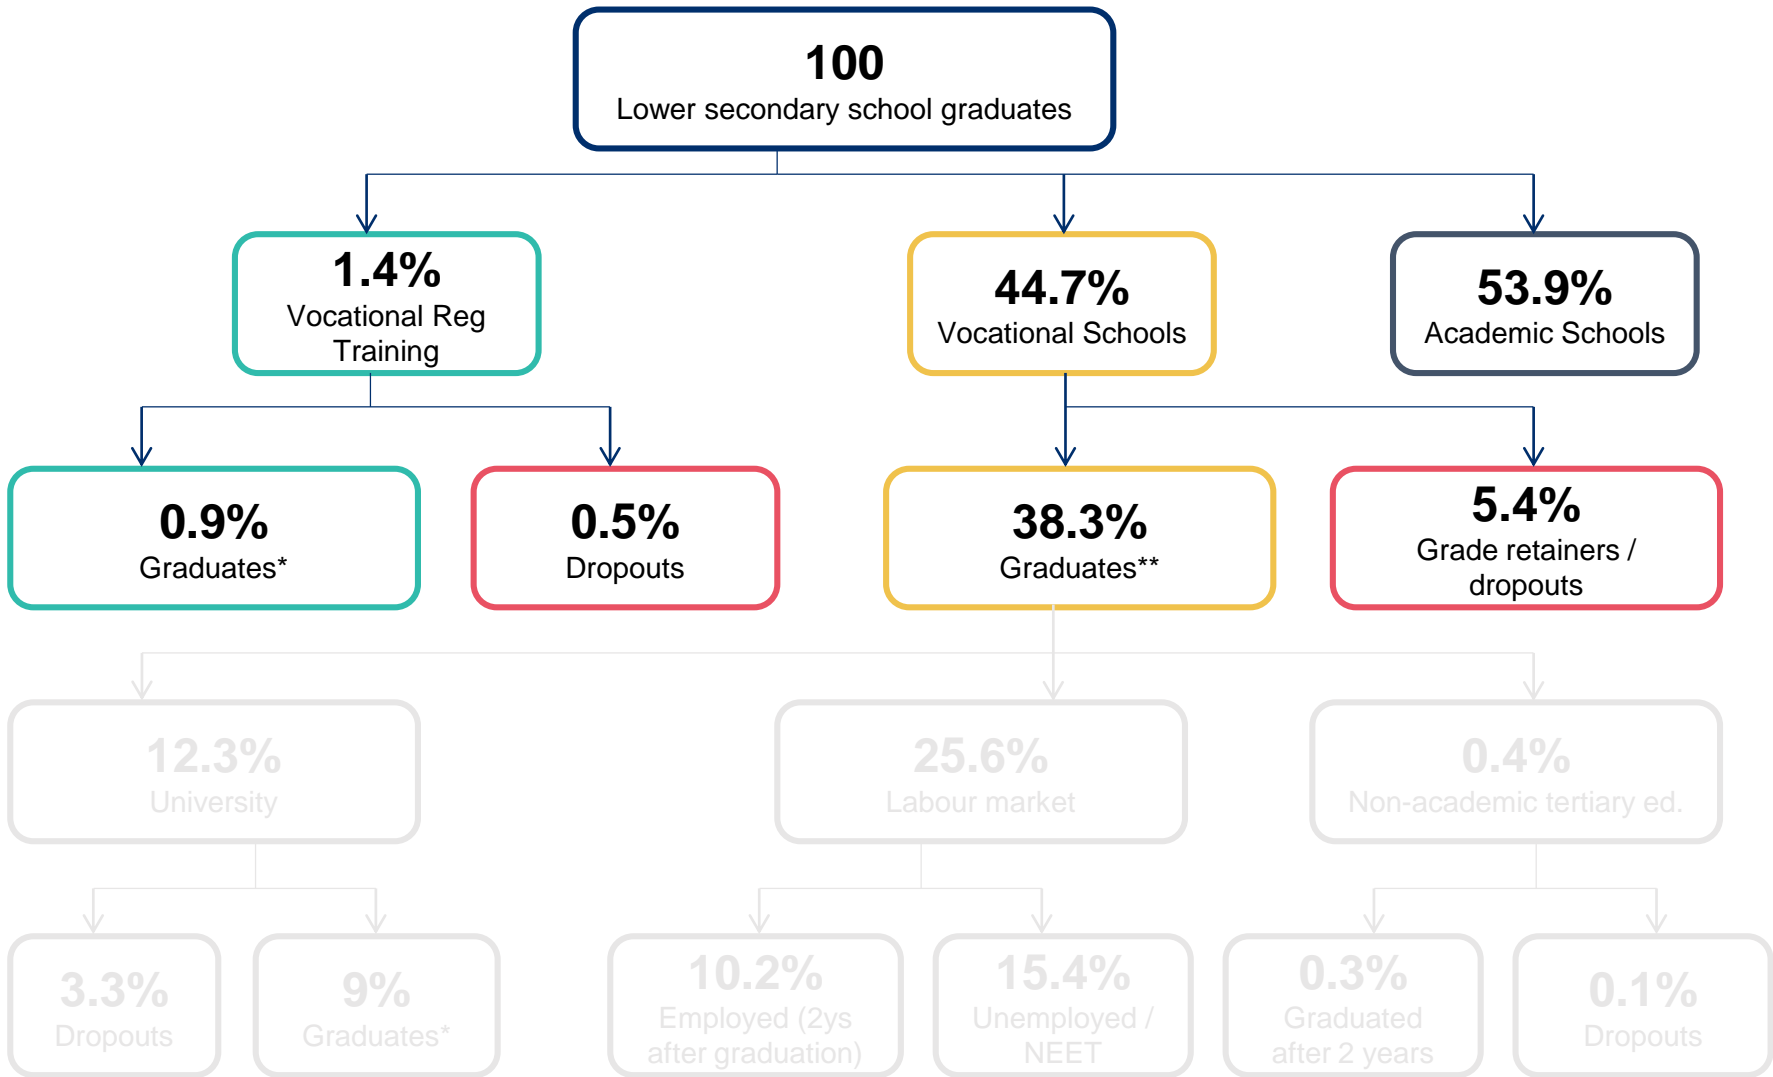 100
Lower secondary school graduates
1.4%
Vocational Reg
Training
44.7%
Vocational Schools
53.9%
Academic Schools
0.9%
Graduates*
0.5%
Dropouts
38.3%
Graduates**
5.4%
Grade retainers /
dropouts
12.3%
University
25.6%
Labour market
0.4%
Non-academic tertiary ed.
3.3%
Dropouts
9%
Graduates*
10.2%
Employed (2ys
after graduation)
15.4%
Unemployed /
NEET
0.3%
Graduated
after 2 years
0.1%
Dropouts